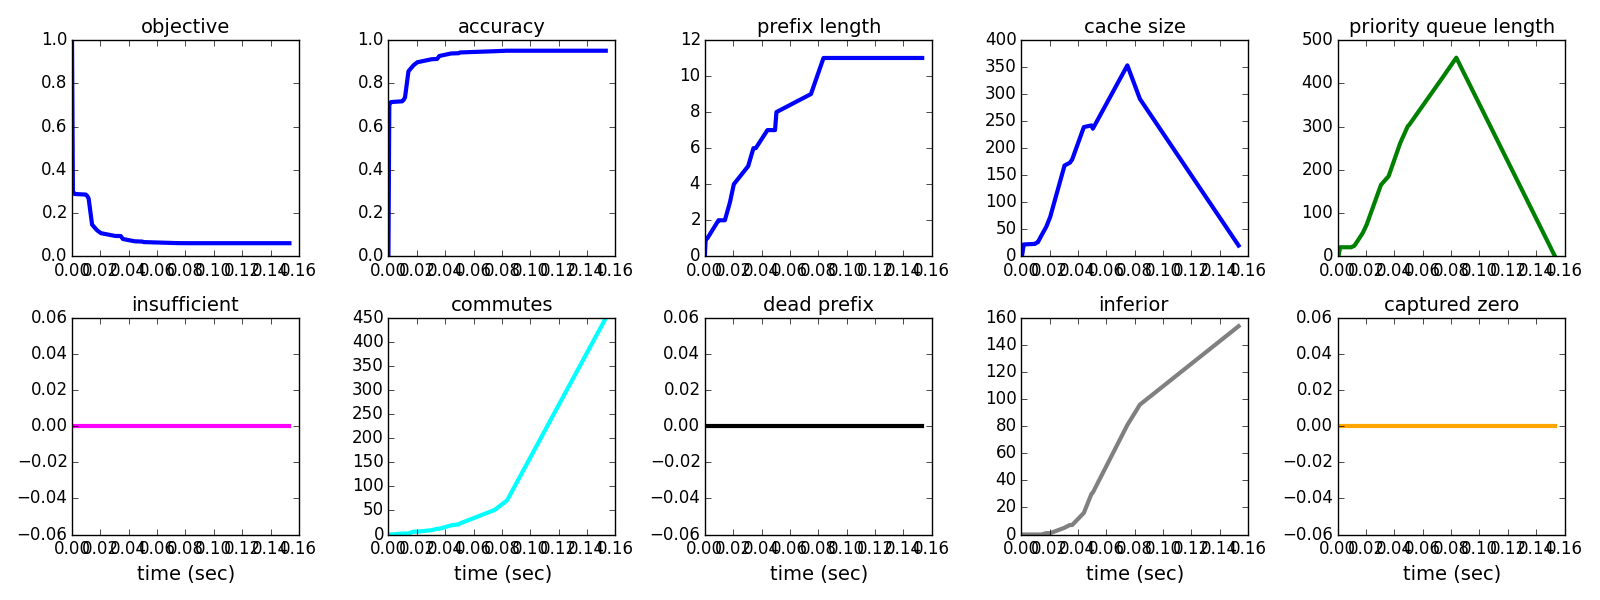 objective accuracy prefix length cache size priority queue length
1.0 1.0 12 400 500
0.8 0.8 10 350 400
0.6 0.6 8 300 300
0.4 0.4 6 250 200
0.2 0.2 4 200 100
0.0 0.0 2 150 0
0 100
50
0
0.00 0.02 0.04 0.06 0.08 0.10 0.12 0.14 0.16 0.00 0.02 0.04 0.06 0.08 0.10 0.12 0.14 0.16 0.00 0.02 0.04 0.06 0.08 0.10 0.12 0.14 0.16 0.00 0.02 0.04 0.06 0.08 0.10 0.12 0.14 0.16 0.00 0.02 0.04 0.06 0.08 0.10 0.12 0.14 0.16
insufficient commutes dead prefix inferior captured zero
0.06 450 0.06 160 0.06
0.04 400 0.04 140 0.04
0.02 350 0.02 120 0.02
0.00 300 0.00 100 0.00
−0.02 250 −0.02 80 −0.02
−0.04 200 −0.04 60 −0.04
−0.06 150 −0.06 40 −0.06
100 20
50 0
0
0.00 0.02 0.04 0.06 0.08 0.10 0.12 0.14 0.16 0.00 0.02 0.04 0.06 0.08 0.10 0.12 0.14 0.16 0.00 0.02 0.04 0.06 0.08 0.10 0.12 0.14 0.16 0.00 0.02 0.04 0.06 0.08 0.10 0.12 0.14 0.16 0.00 0.02 0.04 0.06 0.08 0.10 0.12 0.14 0.16
time (sec) time (sec) time (sec) time (sec) time (sec)